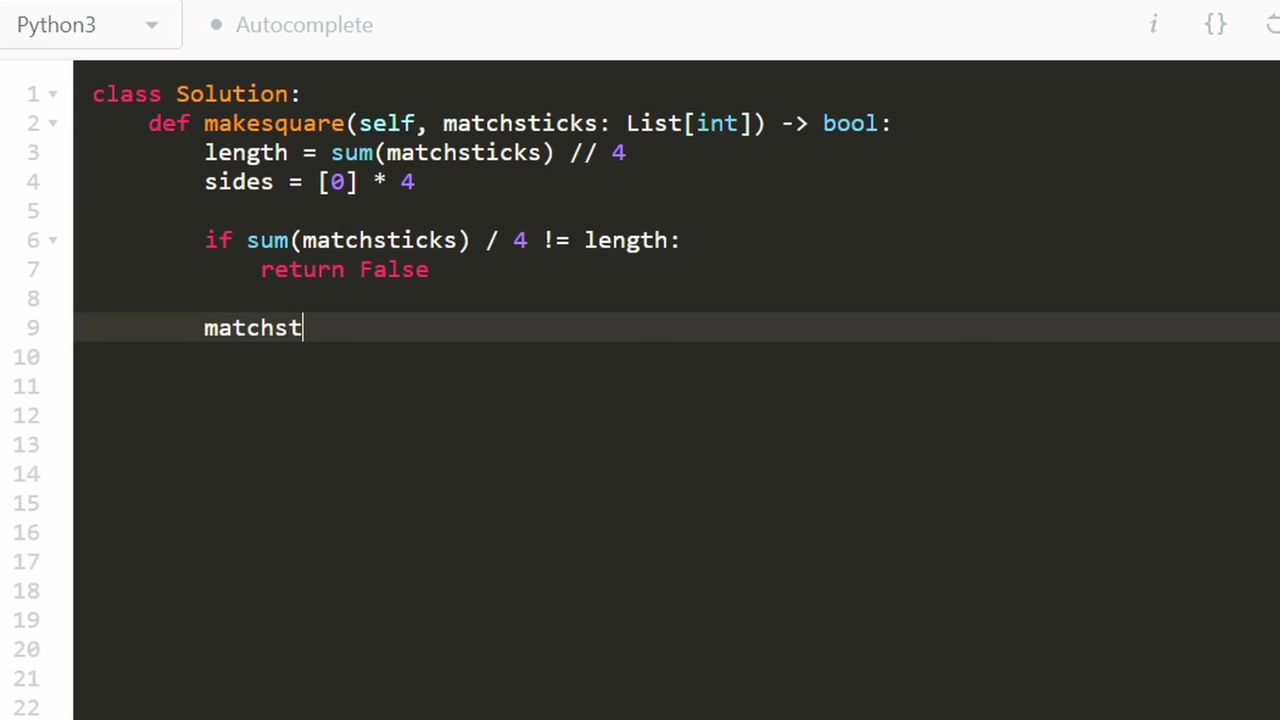 Python3
Autocomplete
i
{}
1
class Solution:
2
def makesquare(self, matchsticks: List[int]) -> bool:
3
length = sum(matchsticks) // 4
4
sides = [0] * 4
5
6
if sum(matchsticks) / 4 != length:
7
return False
8
9
matchst
10
11
12
13
14
15
16
17
18
19
20
21
22